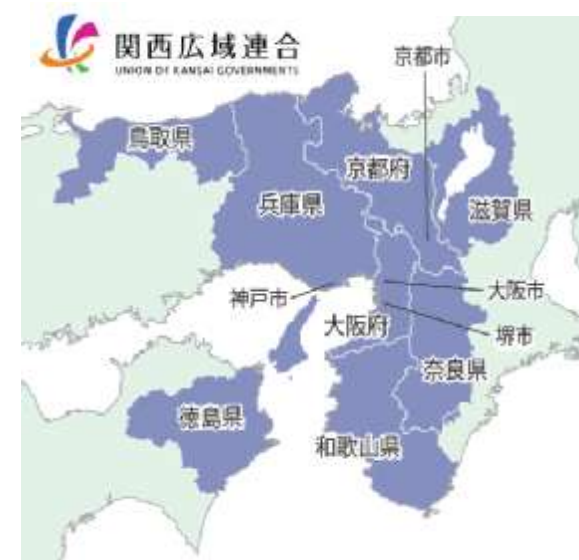 関西広域連合
UNION OF KANSAI GOVERNMENTS
京都市
鳥取県
京都府
兵庫県
滋賀県
神戸市
大阪市
大阪府
堺市
奈良県
徳島県
和歌山県